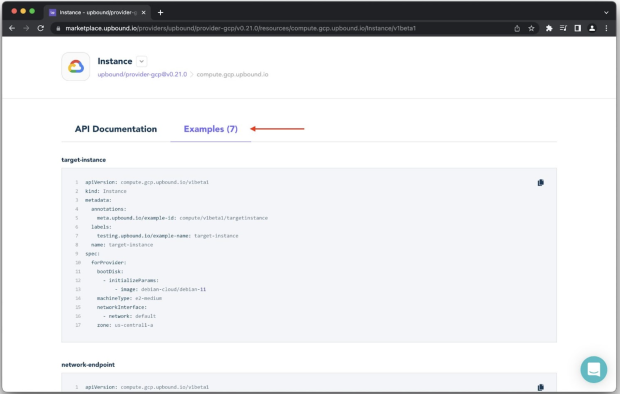 Instance - upbound/provider-g
marketplace.upbound.io/providers/upbound/provider-gcp/v0.21.0/resources/compute.gcp.upbound.io/Instance/v1beta1
Instance
upbound/provider-gcp@v0.21.0 > compute.gcp.upbound.io
API Documentation
Examples (7)
target-instance
1 apiVersion: compute.gcp.upbound.io/v1beta1
2 kind: Instance
3 metadata:
4 annotations:
5 meta.upbound.io/example-id: compute/v1beta1/targetinstance
6 labels:
7 testing.upbound.io/example-name: target-instance
8 name: target-instance
9 spec:
10 forProvider:
11 bootDisk:
12 - initializeParams:
13 - image: debian-cloud/debian-11
14 machineType: e2-medium
15 networkInterface:
16 - network: default
17 zone: us-central1-a
network-endpoint
1 apiVersion: compute.gcp.upbound.io/v1beta1